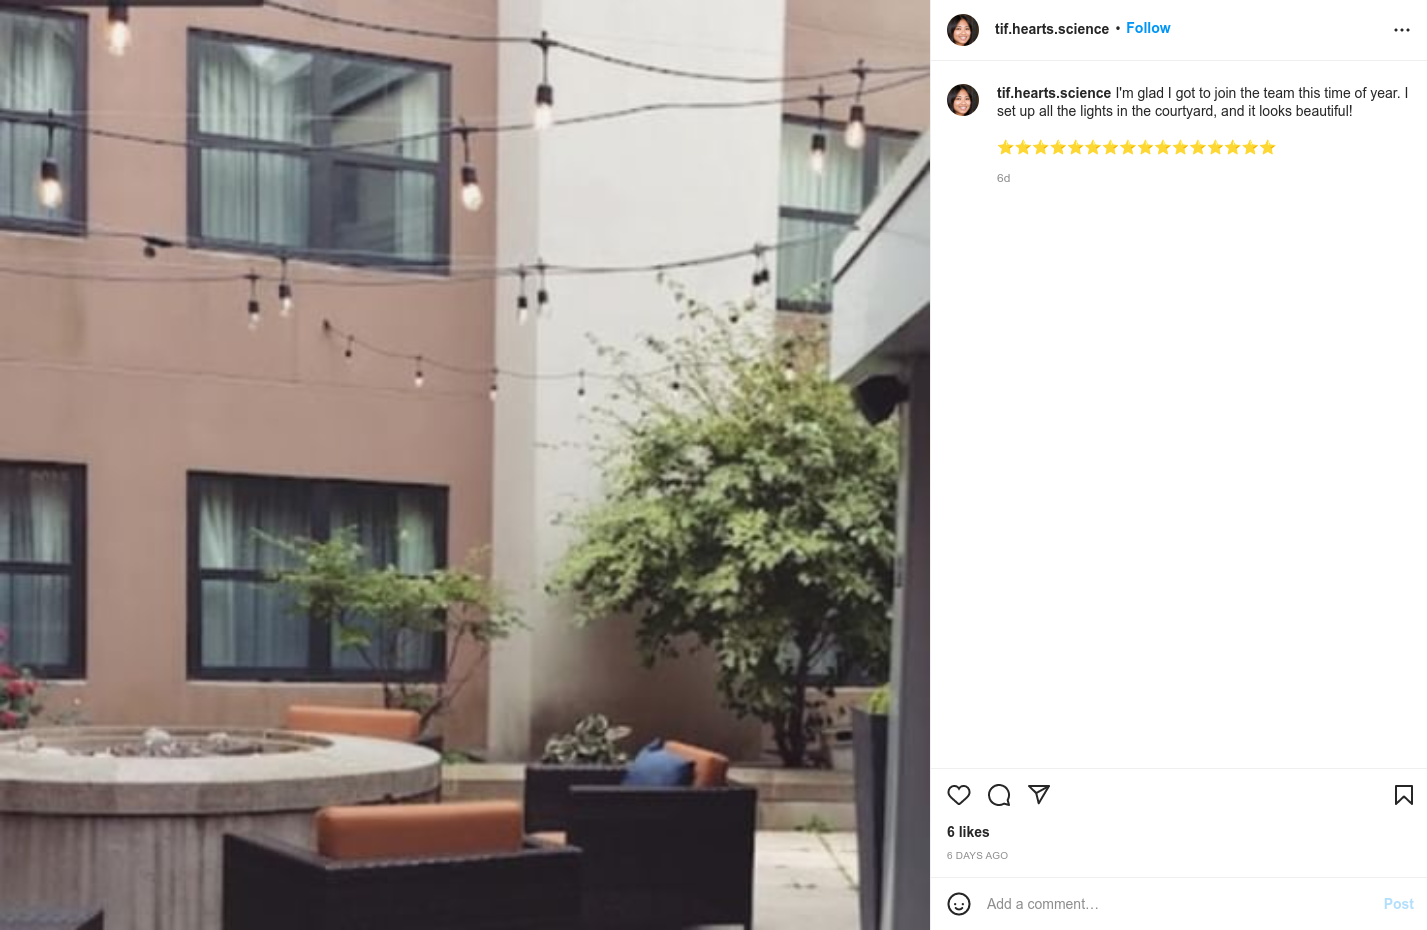 tif.hearts.science • Follow
tif.hearts.science I'm glad I got to join the team this time of year. I
set up all the lights in the courtyard, and it looks beautiful!
⭐⭐⭐⭐⭐⭐⭐⭐⭐⭐⭐⭐⭐⭐⭐⭐
6d
6 likes
6 DAYS AGO
Add a comment...
Post